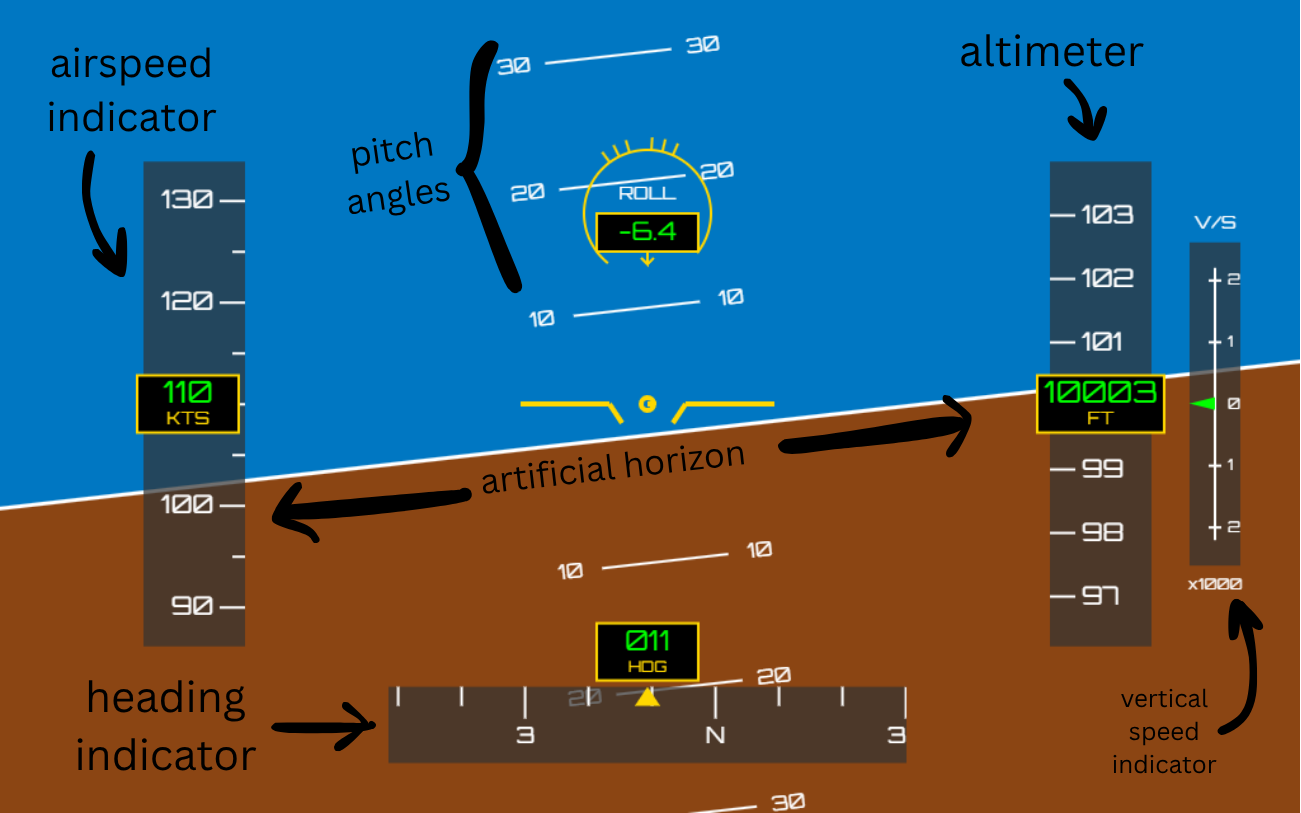 airspeed
indicator
altimeter
pitch
angles
30 30
20 20
ROLL
-6.4
10 10
130
120
110
KTS
100
90
103
102
101
10003
FT
99
98
97
V/S
2
1
0
1
2
x1000
artificial horizon
10 10
011
HDG
20 20
3 N 3
30
heading
indicator
vertical
speed
indicator